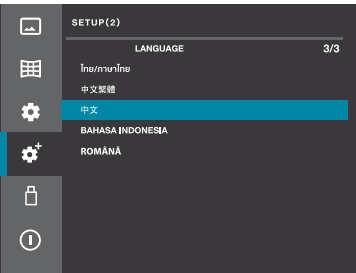 SETUP(2)
LANGUAGE 3/3
ไทย/ภาษาไทย
中文繁體
中文
BAHASA INDONESIA
ROMÂNĂ